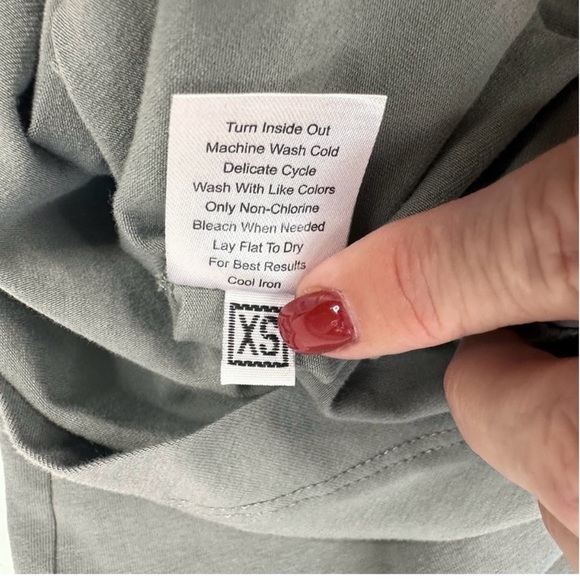 Turn Inside Out
Machine Wash Cold
Delicate Cycle
Wash With Like Colors
Only Non-Chlorine
Bleach When Needed
Lay Flat To Dry
For Best Results
Cool Iron
XS